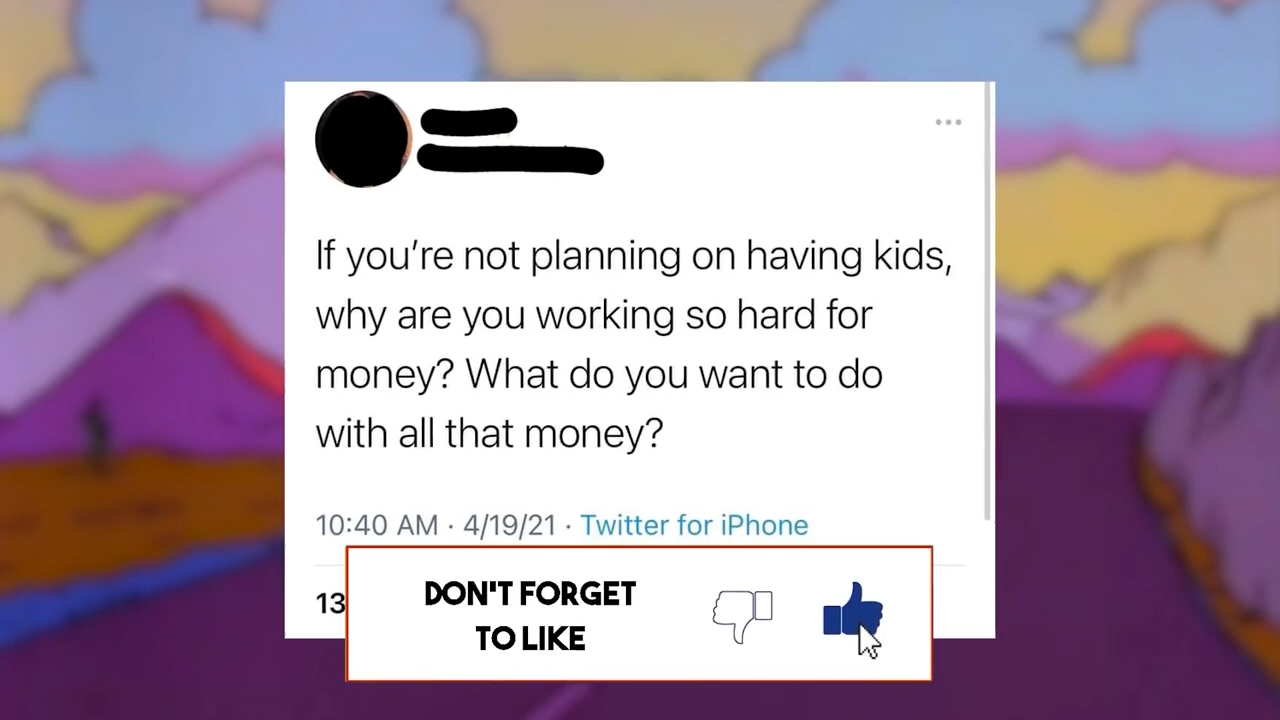 If you're not planning on having kids,
why are you working so hard for
money? What do you want to do
with all that money?
10:40 AM · 4/19/21 · Twitter for iPhone
13
DON'T FORGET
TO LIKE